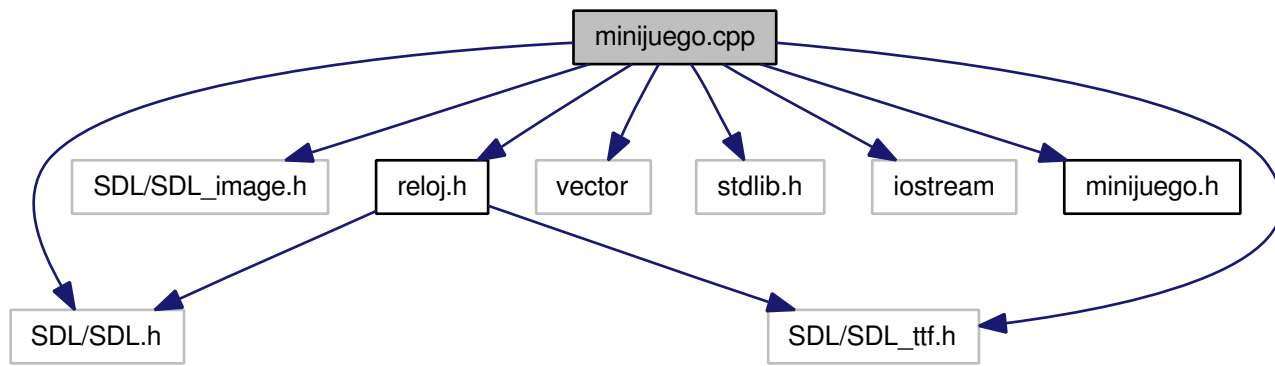 minijuego.cpp
SDL/SDL_image.h
reloj.h
vector
stdlib.h
iostream
minijuego.h
SDL/SDL.h
SDL/SDL_ttf.h